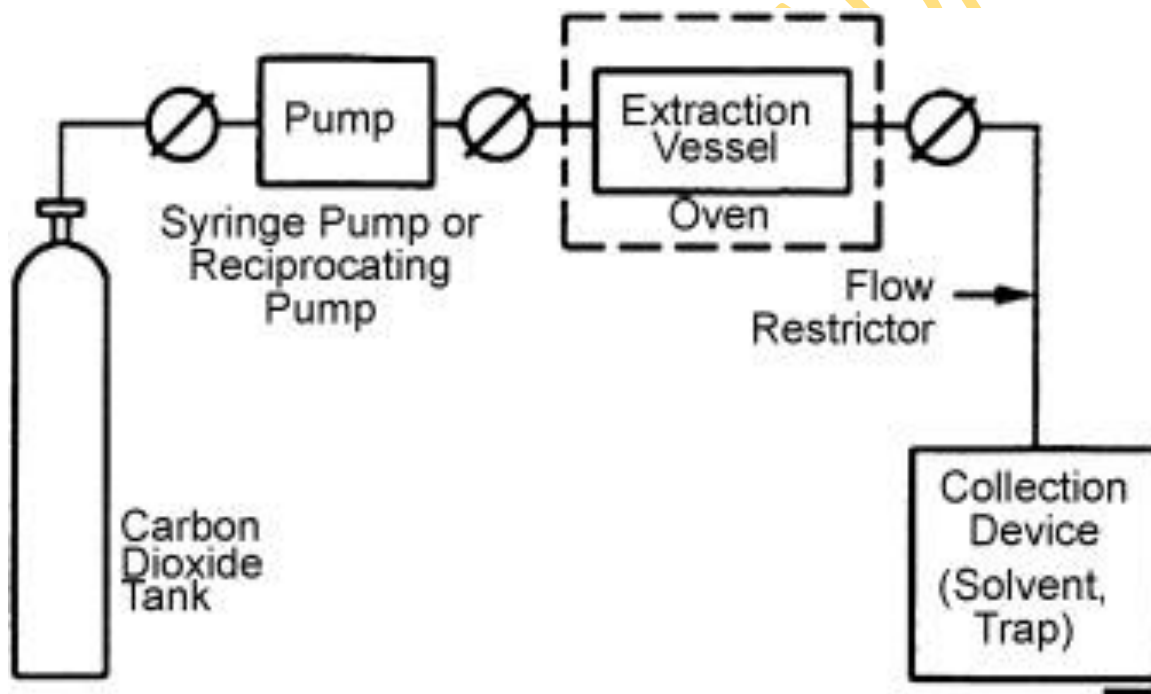 Pump
Syringe Pump or
Reciprocating
Pump
Extraction
Vessel
Oven
Flow
Restrictor
Carbon
Dioxide
Tank
Collection
Device
(Solvent,
Trap)